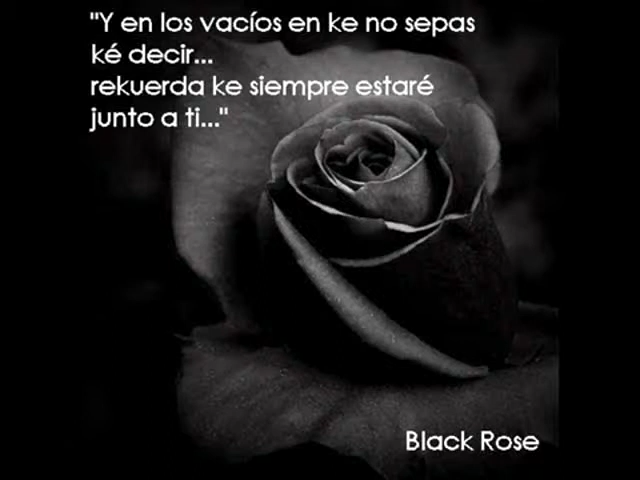 "Y en los vacíos en ke no sepas
ké decir...
rekuerda ke siempre estaré
junto a ti..."
Black Rose